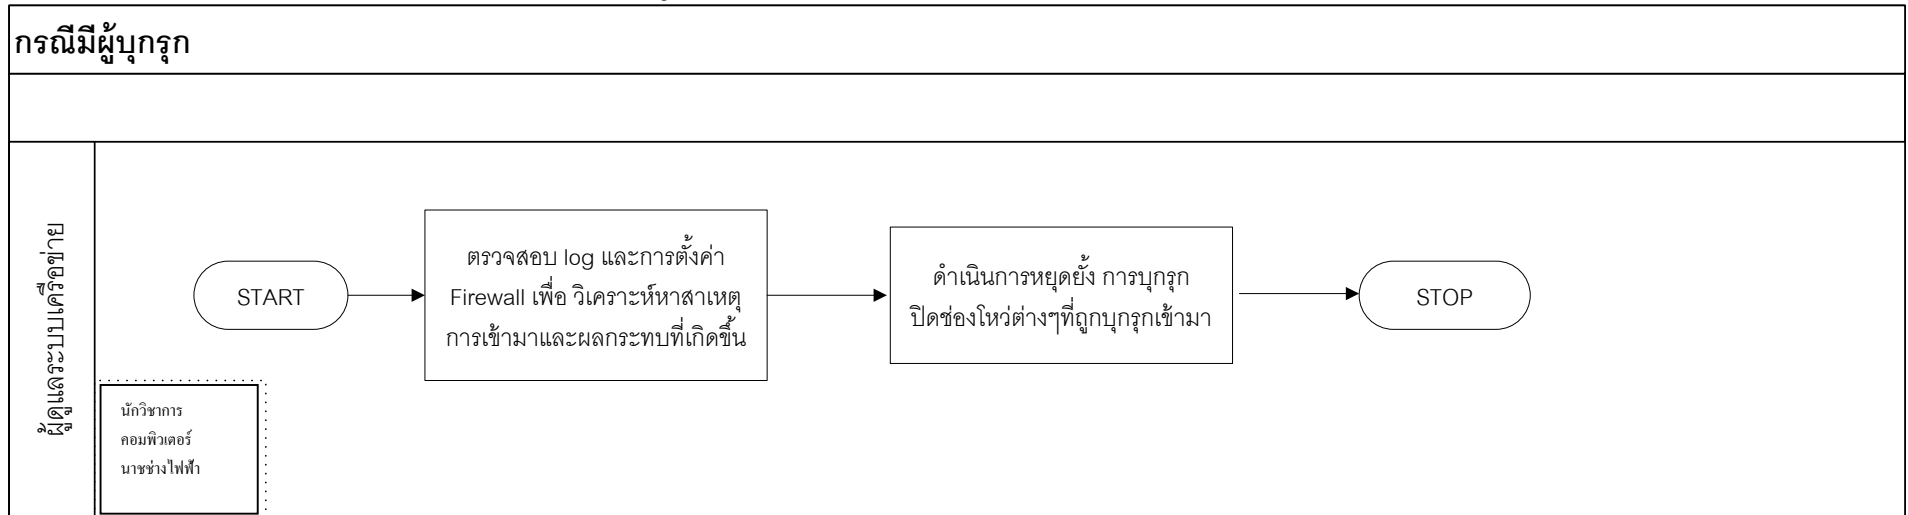 กรณีมีผู้บุกรุก
ผู้ดูแลระบบเครือข่าย
START
ตรวจสอบ log และการตั้งค่า
Firewall เพื่อ วิเคราะห์หาสาเหตุ
การเข้ามาและผลกระทบที่เกิดขึ้น
ดำเนินการหยุดยั้ง การบุกรุก
ปิดช่องโหว่ต่างๆที่ถูกบุกรุกเข้ามา
STOP
นักวิชาการ
คอมพิวเตอร์
นาชช่างไฟฟ้า